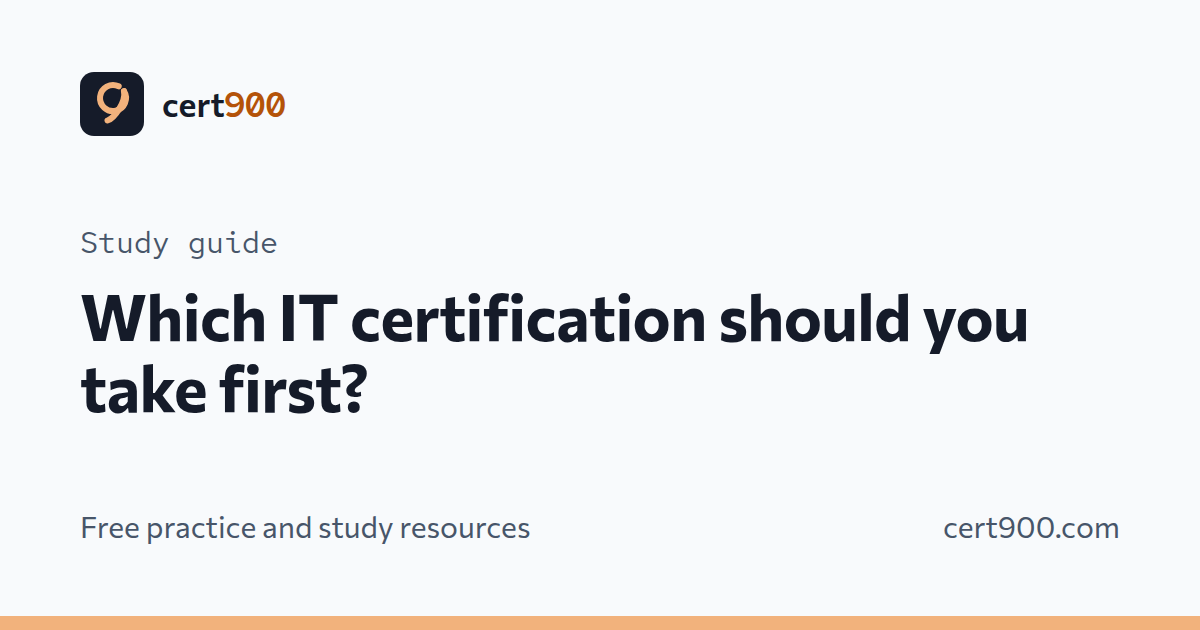 cert900
Study guide
Which IT certification should you
take first?
Free practice and study resources
cert900.com